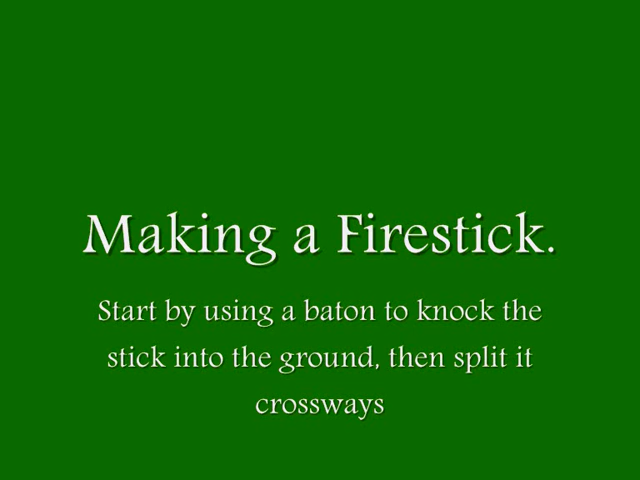 Making a Firestick.
Start by using a baton to knock the
stick into the ground, then split it
crossways